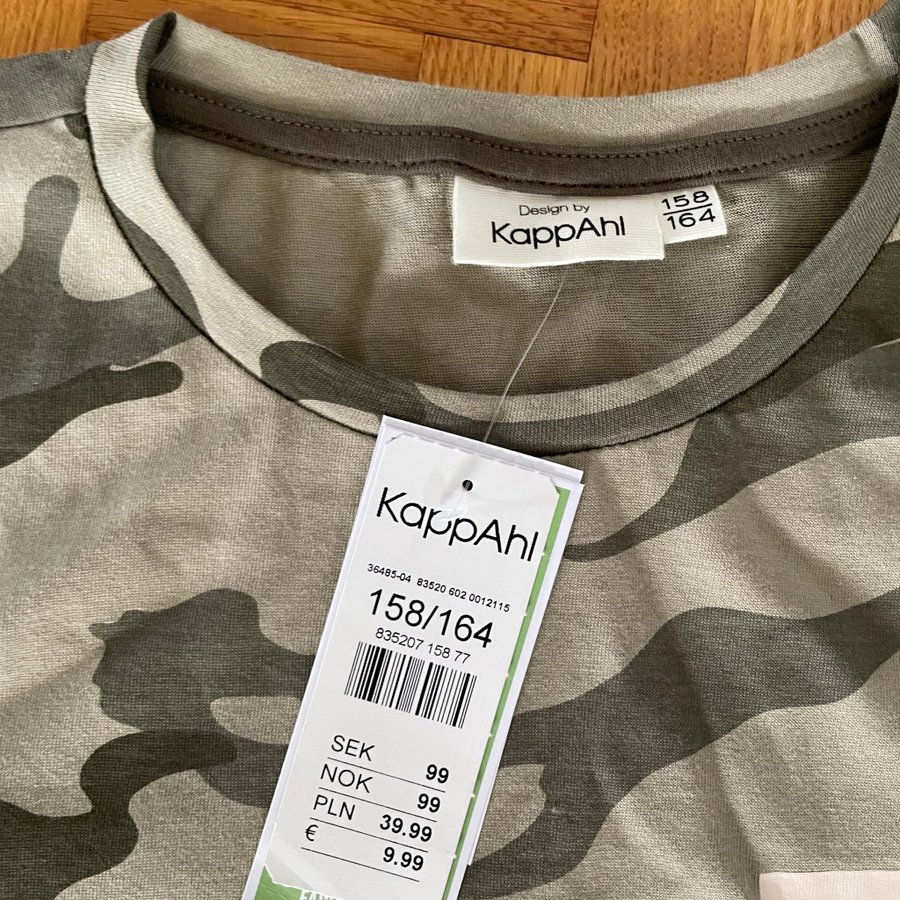 Design by
KappAhl
158
164
KappAhl
36485-04 83520 602 0012115
158/164
835207 158 77
SEK 99
NOK 99
PLN 39.99
€ 9.99